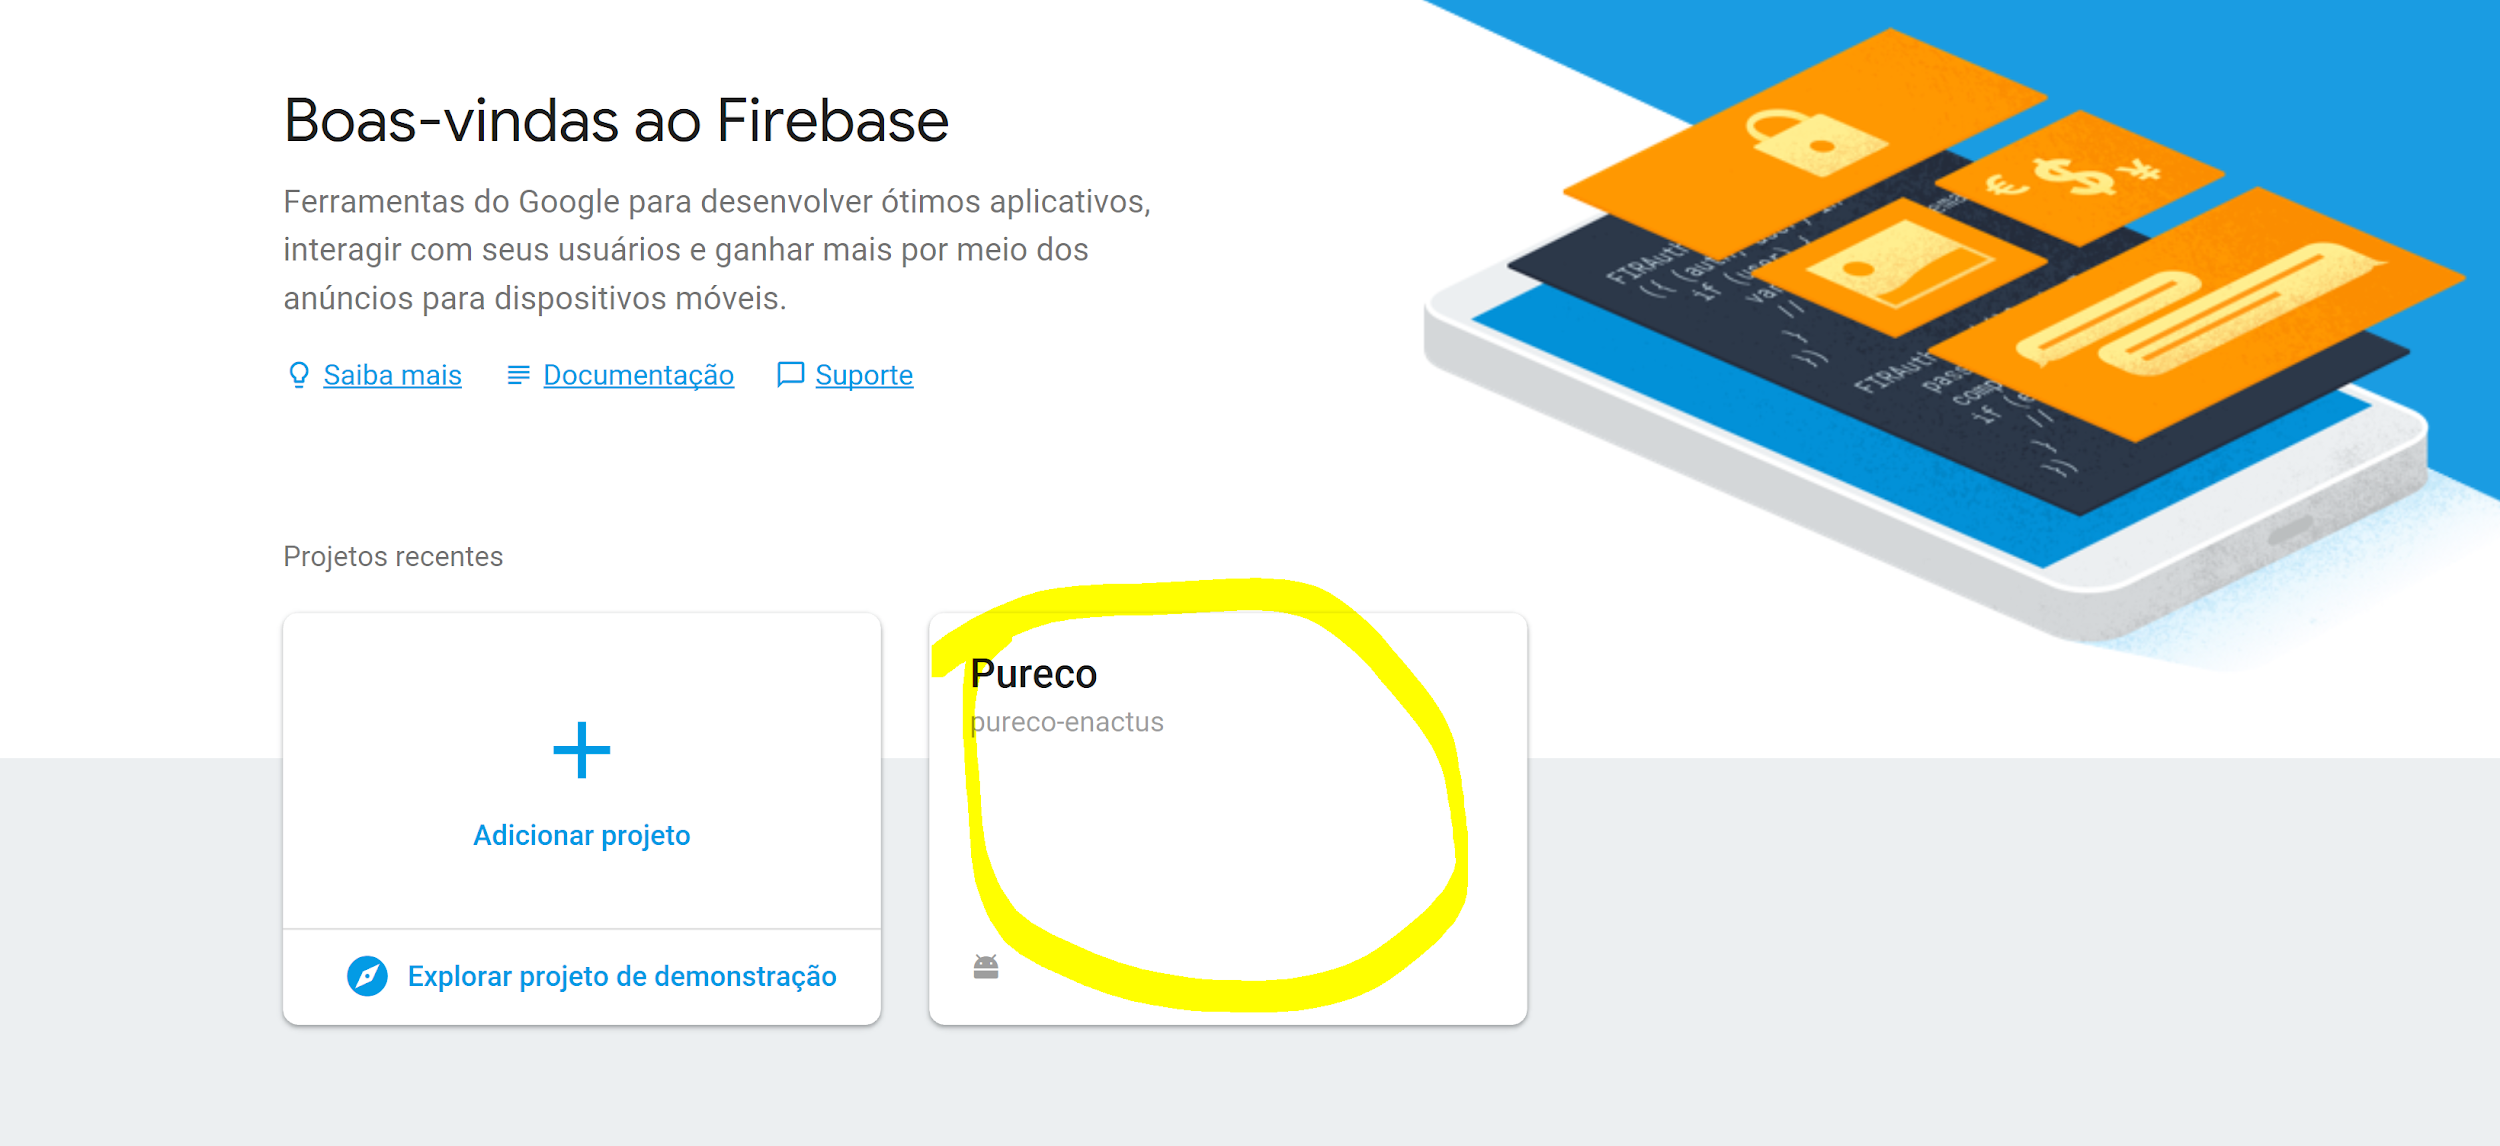 Boas-vindas ao Firebase
Ferramentas do Google para desenvolver ótimos aplicativos,
interagir com seus usuários e ganhar mais por meio dos
anúncios para dispositivos móveis.
Saiba mais Documentação Suporte
Projetos recentes
Adicionar projeto
Explorar projeto de demonstração
Pureco
pureco-enactus